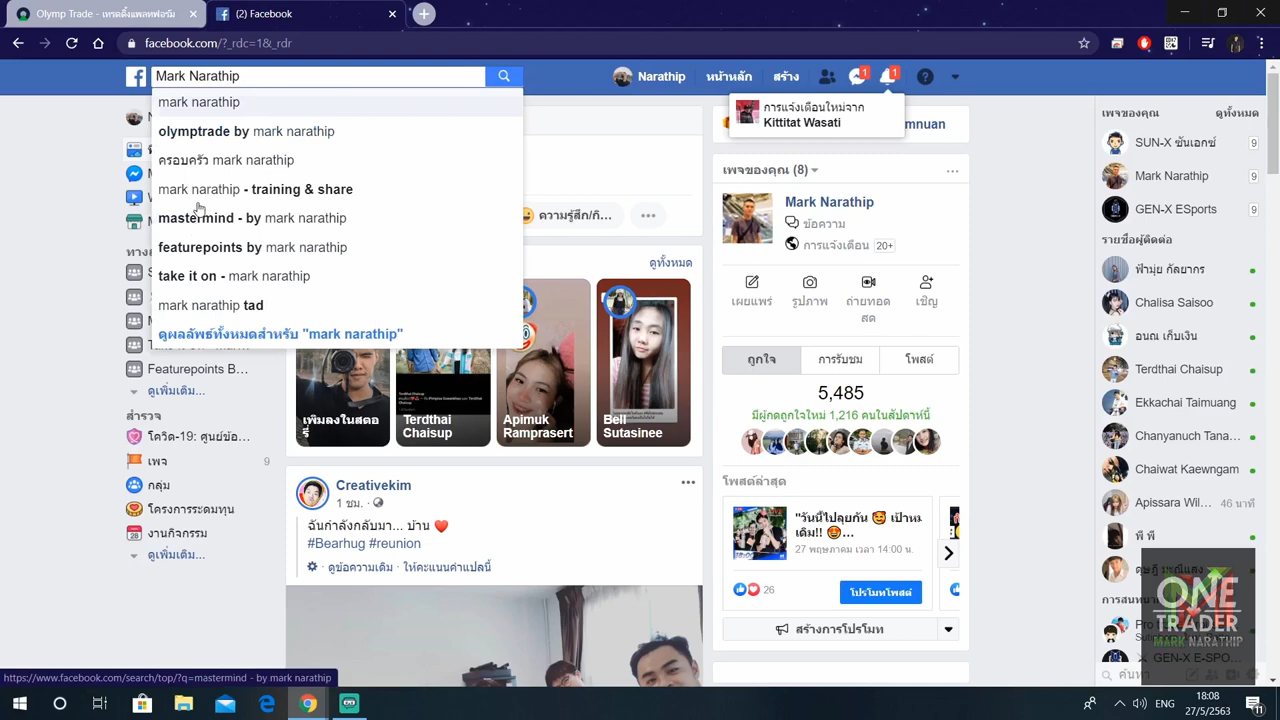 Olymp Trade - เทรดดิ้งแพลทฟอร์ม
(2) Facebook
facebook.com/?_rdc=1&_rdr
Mark Narathip
Narathip
หน้าหลัก
สร้าง
1
1
mark narathip
olymptrade by mark narathip
ครอบครัว mark narathip
mark narathip - training & share
mastermind - by mark narathip
featurepoints by mark narathip
take it on - mark narathip
mark narathip tad
ดูผลลัพธ์ทั้งหมดสำหรับ "mark narathip"
การแจ้งเตือนใหม่จาก
Kittitat Wasati
mnuan
Featurepoints B...
ดูเพิ่มเติม...
สำรวจ
โควิด-19: ศูนย์ข้อ...
เพจ
9
กลุ่ม
โครงการระดมทุน
งานกิจกรรม
ดูเพิ่มเติม...
ความรู้สึก/กิ...
ดูทั้งหมด
เพิ่มลงในสตอรี่
Terdthai
Chaisup
Apimuk
Ramprasert
Bell
Sutasinee
Creativekim
1 ชม.
ฉันกำลังกลับมา... บ้าน ❤️
#Bearhug #reunion
ดูข้อความเดิม · ให้คะแนนคำแปลนี้
เพจของคุณ (8)
Mark Narathip
ข้อความ
การแจ้งเตือน 20+
เผยแพร่
รูปภาพ
ถ่ายทอด
สด
เชิญ
ถูกใจ
การรับชม
โพสต์
5,485
มีผู้กดถูกใจใหม่ 1,216 คนในสัปดาห์นี้
โพสต์ล่าสุด
"วันนี้ไปลุยกัน 😈 เป้าหม
เดิม!! 🤩...
27 พฤษภาคม เวลา 14:00 น.
26
โปรโมทโพสต์
สร้างการโปรโมท
เพจของคุณ
ดูทั้งหมด
SUN-X ซันเอกซ์
9
Mark Narathip
9
GEN-X ESports
9
รายชื่อผู้ติดต่อ
ฟ้ามุ่ย กัลยากร
Chalisa Saisoo
อนณ เก็บเงิน
Terdthai Chaisup
Ekkachai Taimuang
Chanyanuch Tana...
Chaiwat Kaewngam
Apissara Wil...
46 นาที
พี พี
ดุษฎี มณีแสง
การสนทนา
GEN-X E-SPO...
ค้นหา
ONE
TRADER
MARK NARATHIP
https://www.facebook.com/search/top/?q=mastermind - by mark narathip
ENG
18:08
27/5/2563
11